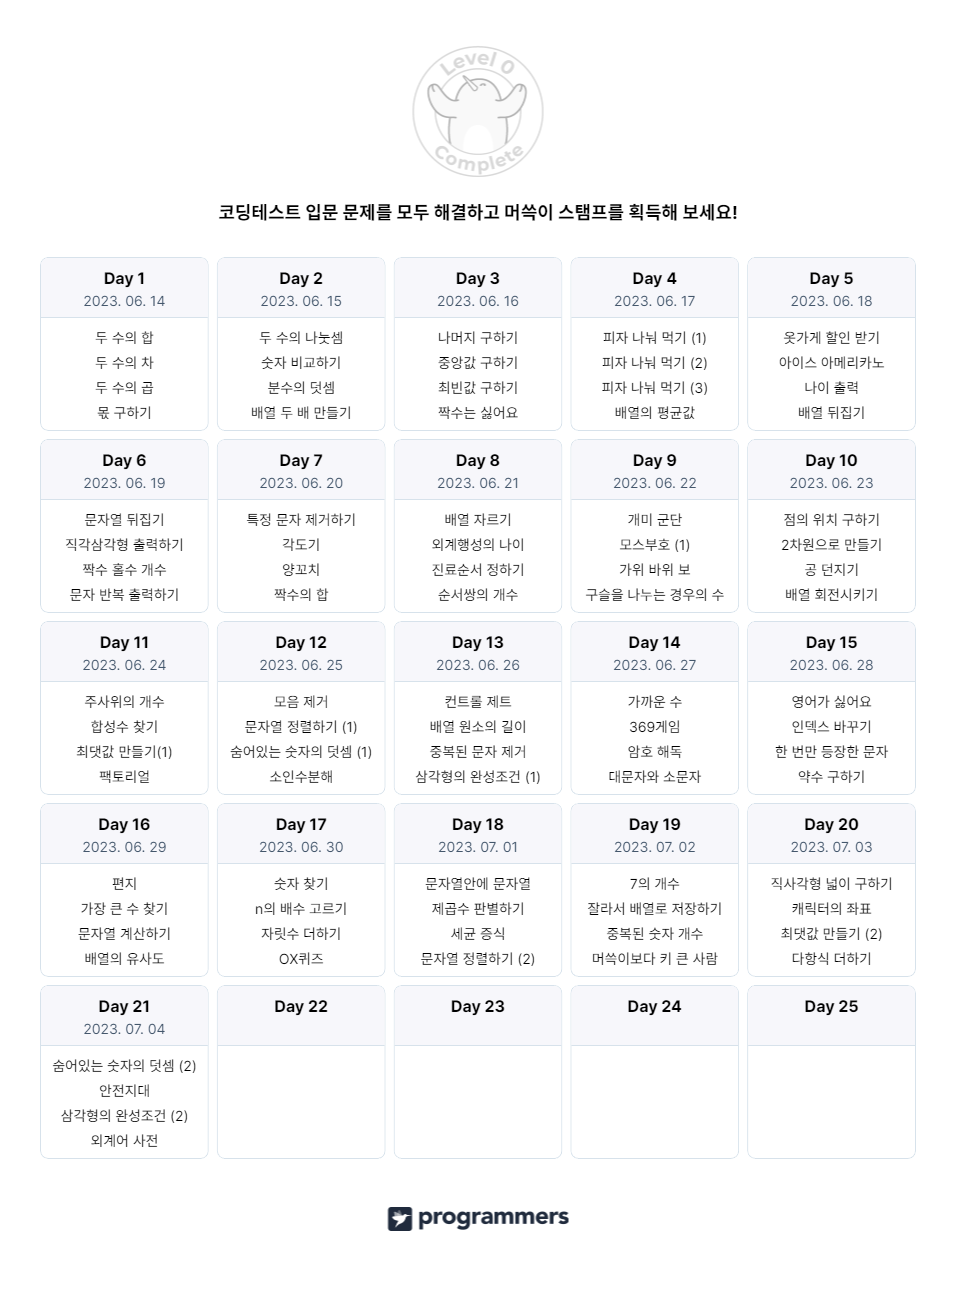 Level 0
Complete
코딩테스트 입문 문제를 모두 해결하고 머쓱이 스탬프를 획득해 보세요!
Day 1
2023. 06. 14
두 수의 합
두 수의 차
두 수의 곱
몫 구하기
Day 2
2023. 06. 15
두 수의 나눗셈
숫자 비교하기
분수의 덧셈
배열 두 배 만들기
Day 3
2023. 06. 16
나머지 구하기
중앙값 구하기
최빈값 구하기
짝수는 싫어요
Day 4
2023. 06. 17
피자 나눠 먹기 (1)
피자 나눠 먹기 (2)
피자 나눠 먹기 (3)
배열의 평균값
Day 5
2023. 06. 18
옷가게 할인 받기
아이스 아메리카노
나이 출력
배열 뒤집기
Day 6
2023. 06. 19
문자열 뒤집기
직각삼각형 출력하기
짝수 홀수 개수
문자 반복 출력하기
Day 7
2023. 06. 20
특정 문자 제거하기
각도기
양꼬치
짝수의 합
Day 8
2023. 06. 21
배열 자르기
외계행성의 나이
진료순서 정하기
순서쌍의 개수
Day 9
2023. 06. 22
개미 군단
모스부호 (1)
가위 바위 보
구슬을 나누는 경우의 수
Day 10
2023. 06. 23
점의 위치 구하기
2차원으로 만들기
공 던지기
배열 회전시키기
Day 11
2023. 06. 24
주사위의 개수
합성수 찾기
최댓값 만들기(1)
팩토리얼
Day 12
2023. 06. 25
모음 제거
문자열 정렬하기 (1)
숨어있는 숫자의 덧셈 (1)
소인수분해
Day 13
2023. 06. 26
컨트롤 제트
배열 원소의 길이
중복된 문자 제거
삼각형의 완성조건 (1)
Day 14
2023. 06. 27
가까운 수
369게임
암호 해독
대문자와 소문자
Day 15
2023. 06. 28
영어가 싫어요
인덱스 바꾸기
한 번만 등장한 문자
약수 구하기
Day 16
2023. 06. 29
편지
가장 큰 수 찾기
문자열 계산하기
배열의 유사도
Day 17
2023. 06. 30
숫자 찾기
n의 배수 고르기
자릿수 더하기
OX퀴즈
Day 18
2023. 07. 01
문자열안에 문자열
제곱수 판별하기
세균 증식
문자열 정렬하기 (2)
Day 19
2023. 07. 02
7의 개수
잘라서 배열로 저장하기
중복된 숫자 개수
머쓱이보다 키 큰 사람
Day 20
2023. 07. 03
직사각형 넓이 구하기
캐릭터의 좌표
최댓값 만들기 (2)
다항식 더하기
Day 21
2023. 07. 04
숨어있는 숫자의 덧셈 (2)
안전지대
삼각형의 완성조건 (2)
외계어 사전
Day 22
Day 23
Day 24
Day 25
programmers